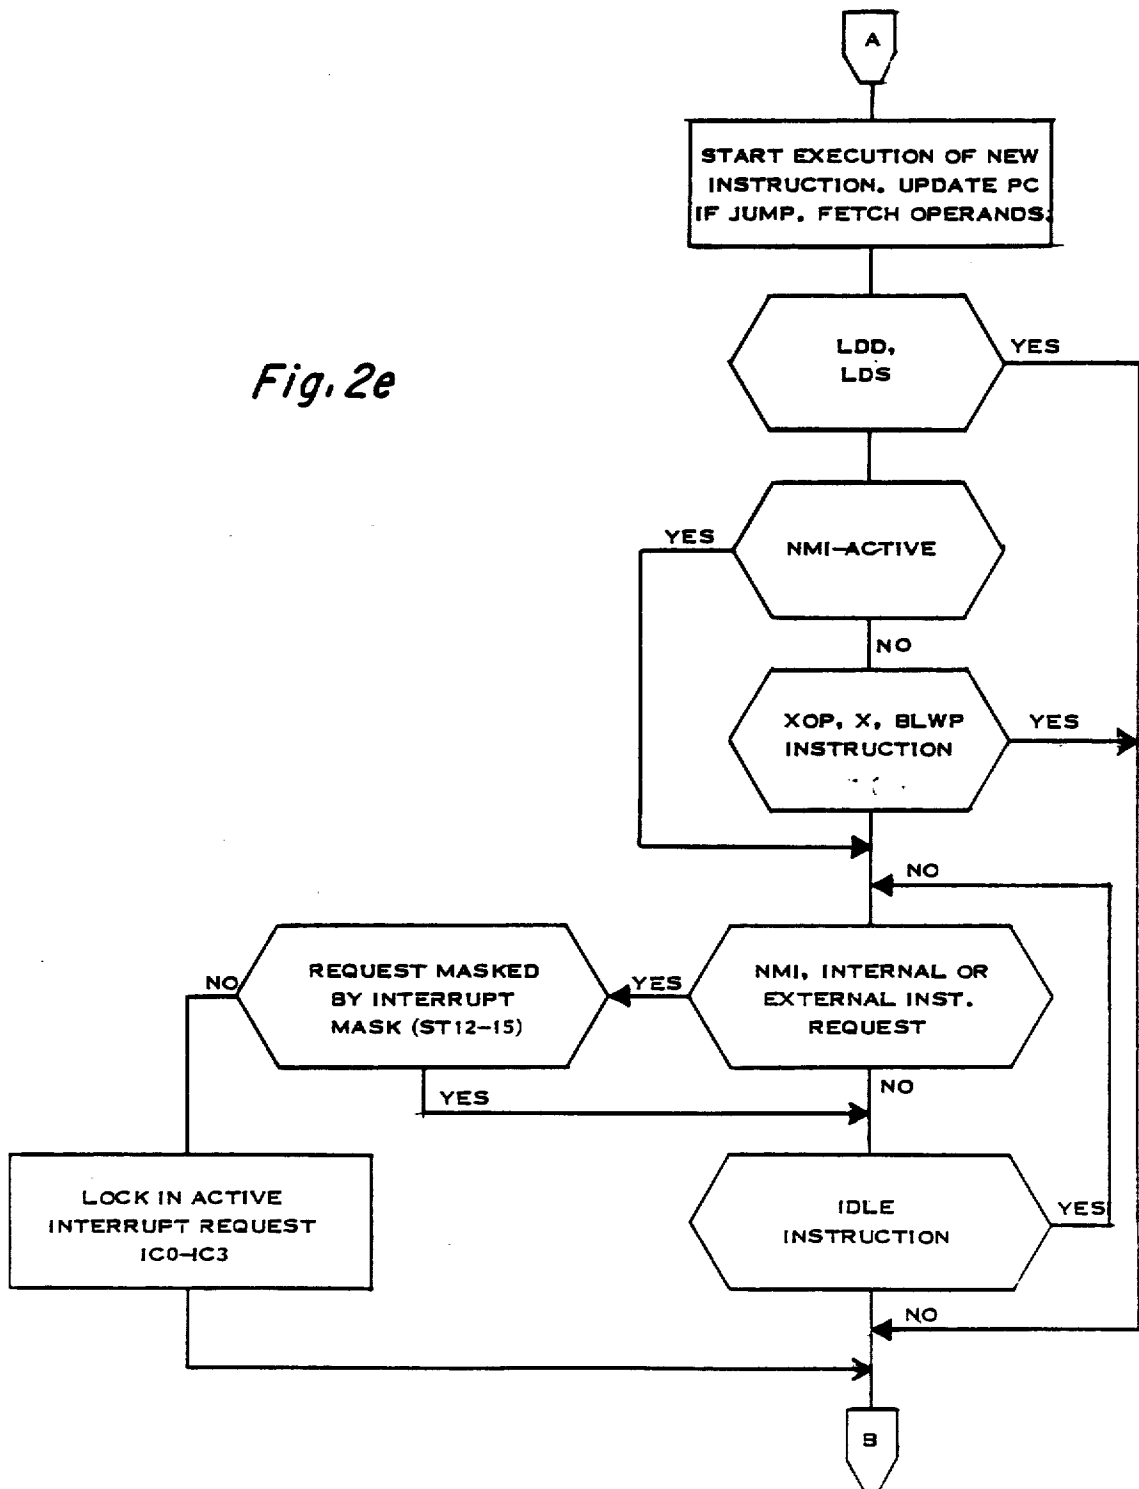 A
START EXECUTION OF NEW
INSTRUCTION. UPDATE PC
IF JUMP. FETCH OPERANDS.
Fig. 2e
LDD,
LDS
YES
YES
NMI-ACTIVE
NO
XOP, X, BLWP
INSTRUCTION
YES
NO
NO
REQUEST MASKED
BY INTERRUPT
MASK (ST12-15)
YES
NMI, INTERNAL OR
EXTERNAL INST.
REQUEST
YES
NO
LOCK IN ACTIVE
INTERRUPT REQUEST
IC0-IC3
IDLE
INSTRUCTION
YES
NO
B